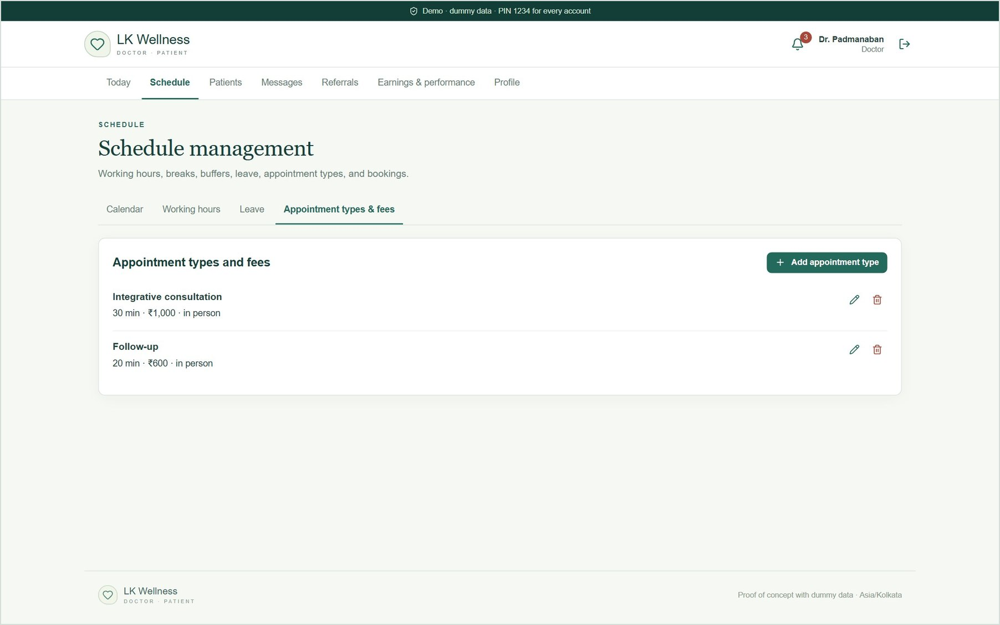 Demo · dummy data · PIN 1234 for every account
LK Wellness
DOCTOR · PATIENT
3
Dr. Padmanaban
Doctor
Today Schedule Patients Messages Referrals Earnings & performance Profile
SCHEDULE
Schedule management
Working hours, breaks, buffers, leave, appointment types, and bookings.
Calendar Working hours Leave Appointment types & fees
Appointment types and fees
Add appointment type
Integrative consultation
30 min · ₹1,000 · in person
Follow-up
20 min · ₹600 · in person
LK Wellness
DOCTOR · PATIENT
Proof of concept with dummy data · Asia/Kolkata